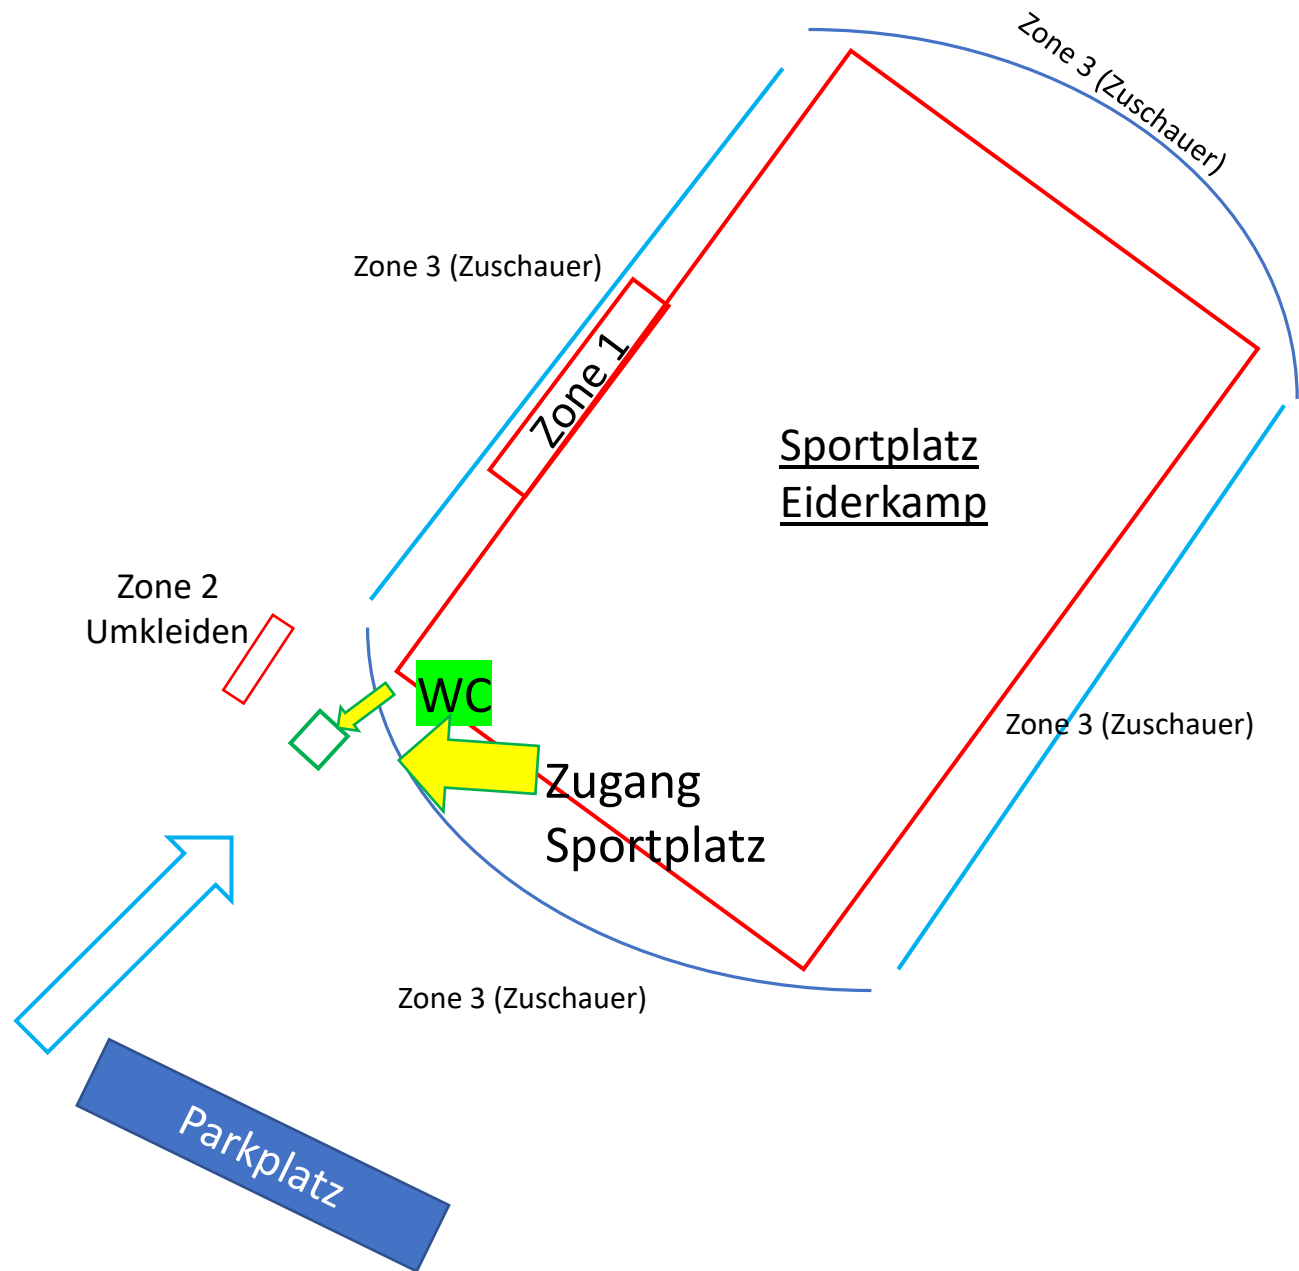 Zone 3 (Zuschauer)
Zone 3 (Zuschauer)
Zone 1
Sportplatz
Eiderkamp
Zone 2
Umkleiden
WC
Zone 3 (Zuschauer)
Zugang
Sportplatz
Zone 3 (Zuschauer)
Parkplatz